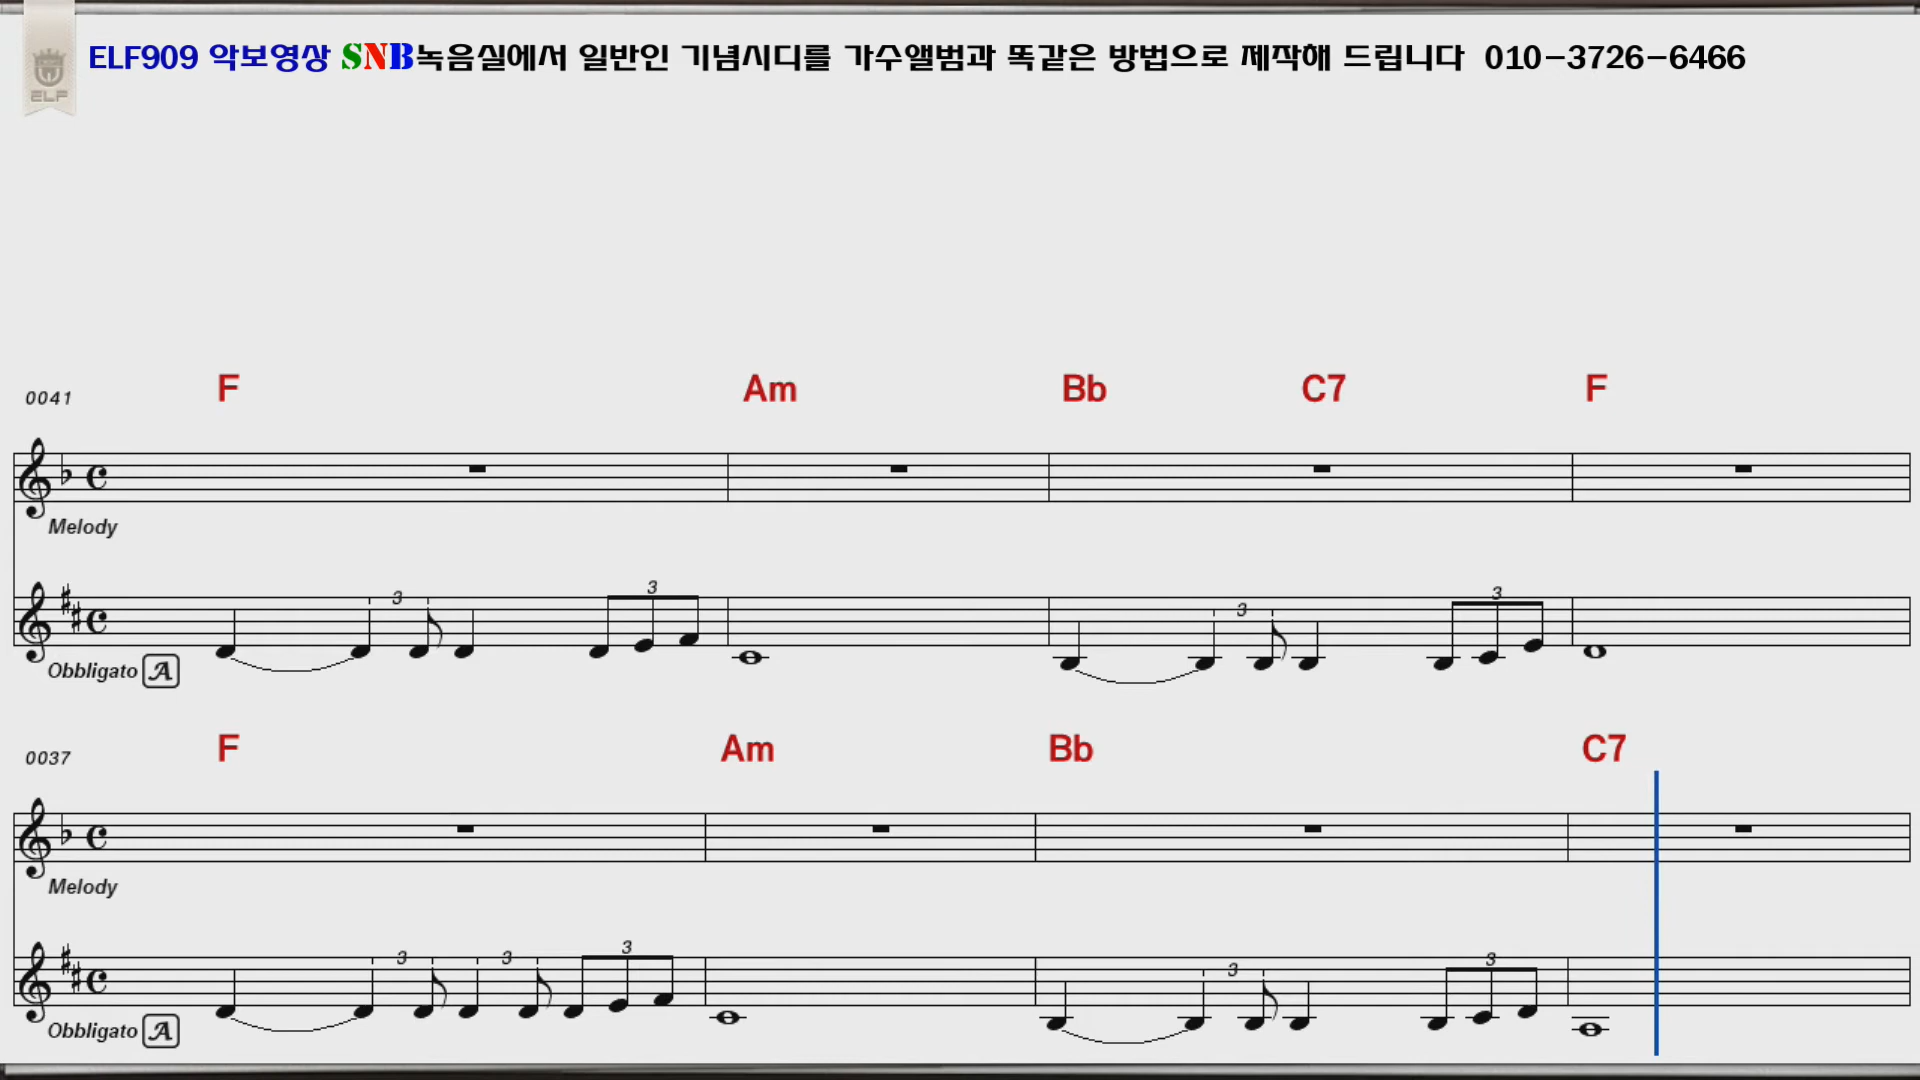 ELF909 악보영상 SNB녹음실에서 일반인 기념시디를 가수앨범과 똑같은 방법으로 제작해 드립니다 010-3726-6466
ELF
0041 F Am Bb C7 F
Melody
3 3 3 3
Obbligato A
0037 F Am Bb C7
Melody
3 3 3 3 3
Obbligato A